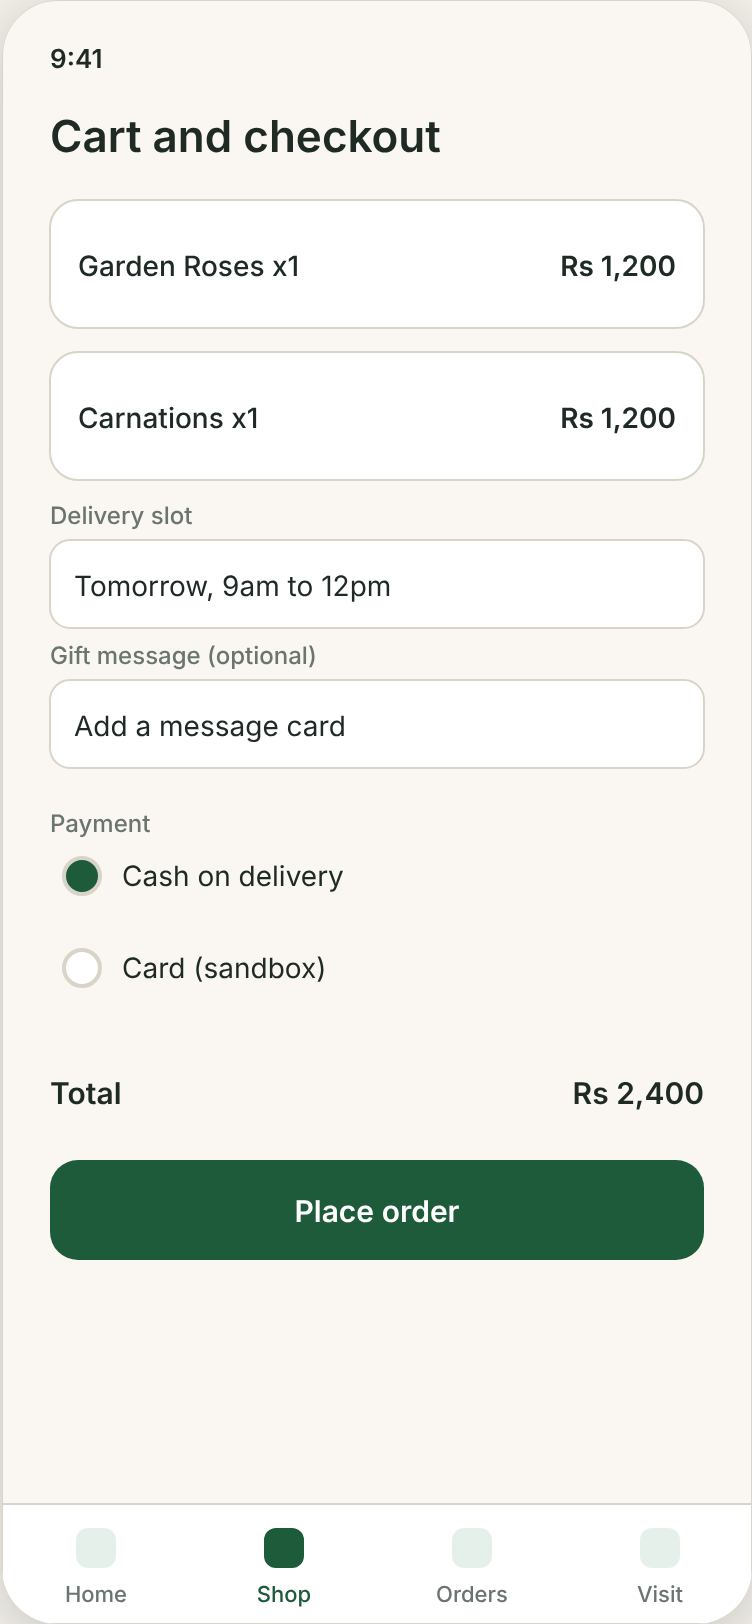 9:41
Cart and checkout
Garden Roses x1 Rs 1,200
Carnations x1 Rs 1,200
Delivery slot
Tomorrow, 9am to 12pm
Gift message (optional)
Add a message card
Payment
Cash on delivery
Card (sandbox)
Total Rs 2,400
Place order
Home Shop Orders Visit